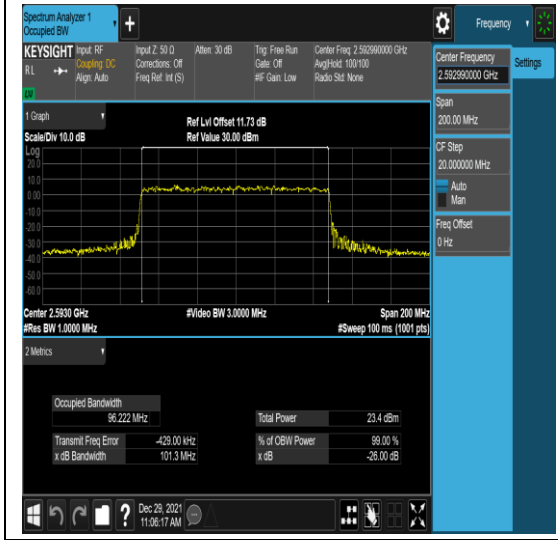 Spectrum Analyzer 1
Occupied BW
Frequency
KEYSIGHT
Input: RF
Input Z: 50 Ω
Atten: 30 dB
Trig: Free Run
Center Freq: 2.592990000 GHz
RL
Coupling: DC
Corrections: Off
Gate: Off
Avg|Hold: 100/100
Align: Auto
Freq Ref: Int (S)
#IF Gain: Low
Radio Std: None
1 Graph
Ref Lvl Offset 11.73 dB
Scale/Div 10.0 dB
Ref Value 30.00 dBm
Log
20.0
10.0
0.00
-10.0
-20.0
-30.0
-40.0
-50.0
-60.0
Center 2.5930 GHz
#Video BW 3.0000 MHz
Span 200 MHz
#Res BW 1.0000 MHz
#Sweep 100 ms (1001 pts)
2 Metrics
Occupied Bandwidth
96.222 MHz
Total Power
23.4 dBm
Transmit Freq Error
-429.00 kHz
% of OBW Power
99.00 %
x dB Bandwidth
101.3 MHz
x dB
-26.00 dB
Dec 29, 2021
11:06:17 AM
Center Frequency
2.592990000 GHz
Settings
Span
200.00 MHz
CF Step
20.000000 MHz
Auto
Man
Freq Offset
0 Hz